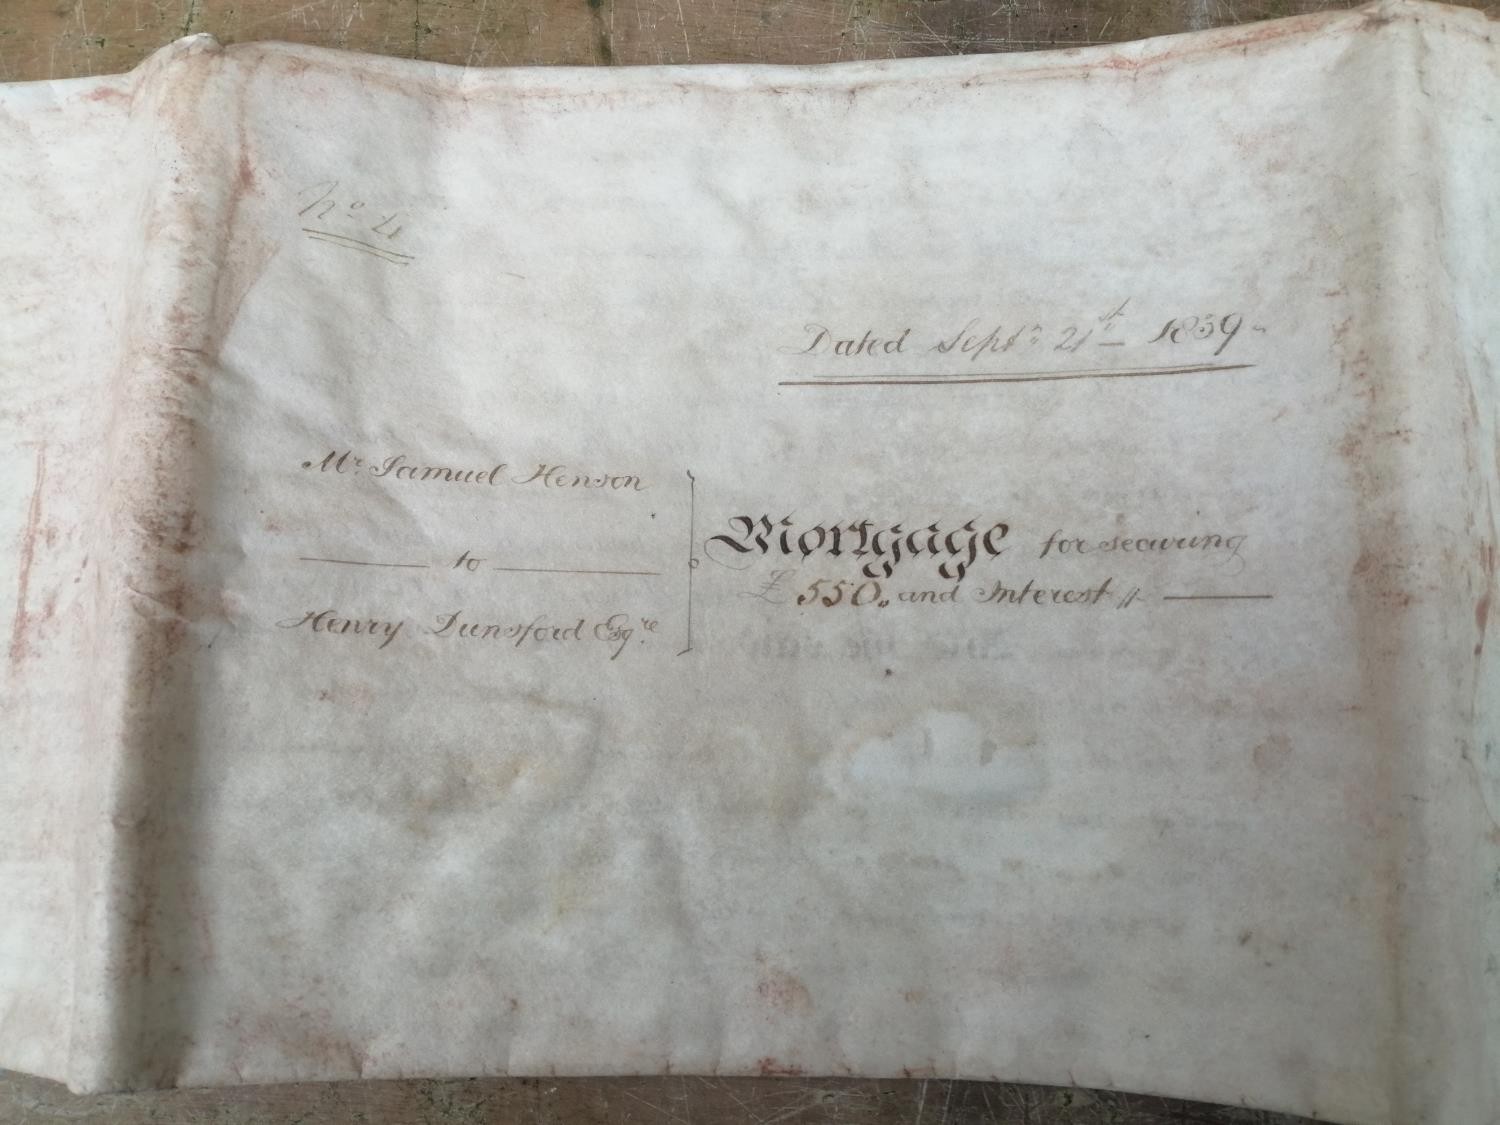 No 4
Dated Septr. 21st 1839
Mr. Samuel Henson
to
Henry Dunsford Esqre
Mortgage for securing
£550,, and Interest